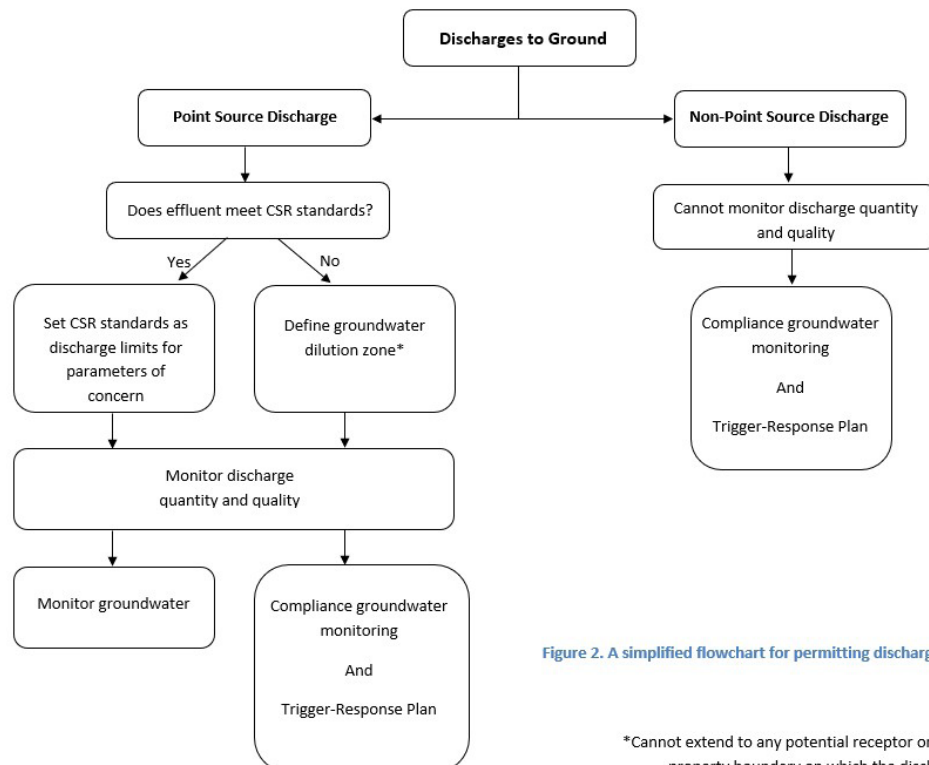 Discharges to Ground
Point Source Discharge
Non-Point Source Discharge
Does effluent meet CSR standards?
Cannot monitor discharge quantity
and quality
Yes
No
Set CSR standards as
discharge limits for
parameters of
concern
Define groundwater
dilution zone*
Compliance groundwater
monitoring
And
Trigger-Response Plan
Monitor discharge
quantity and quality
Monitor groundwater
Compliance groundwater
monitoring
And
Trigger-Response Plan
Figure 2. A simplified flowchart for permitting discharg
*Cannot extend to any potential receptor or
property boundary on which the disch